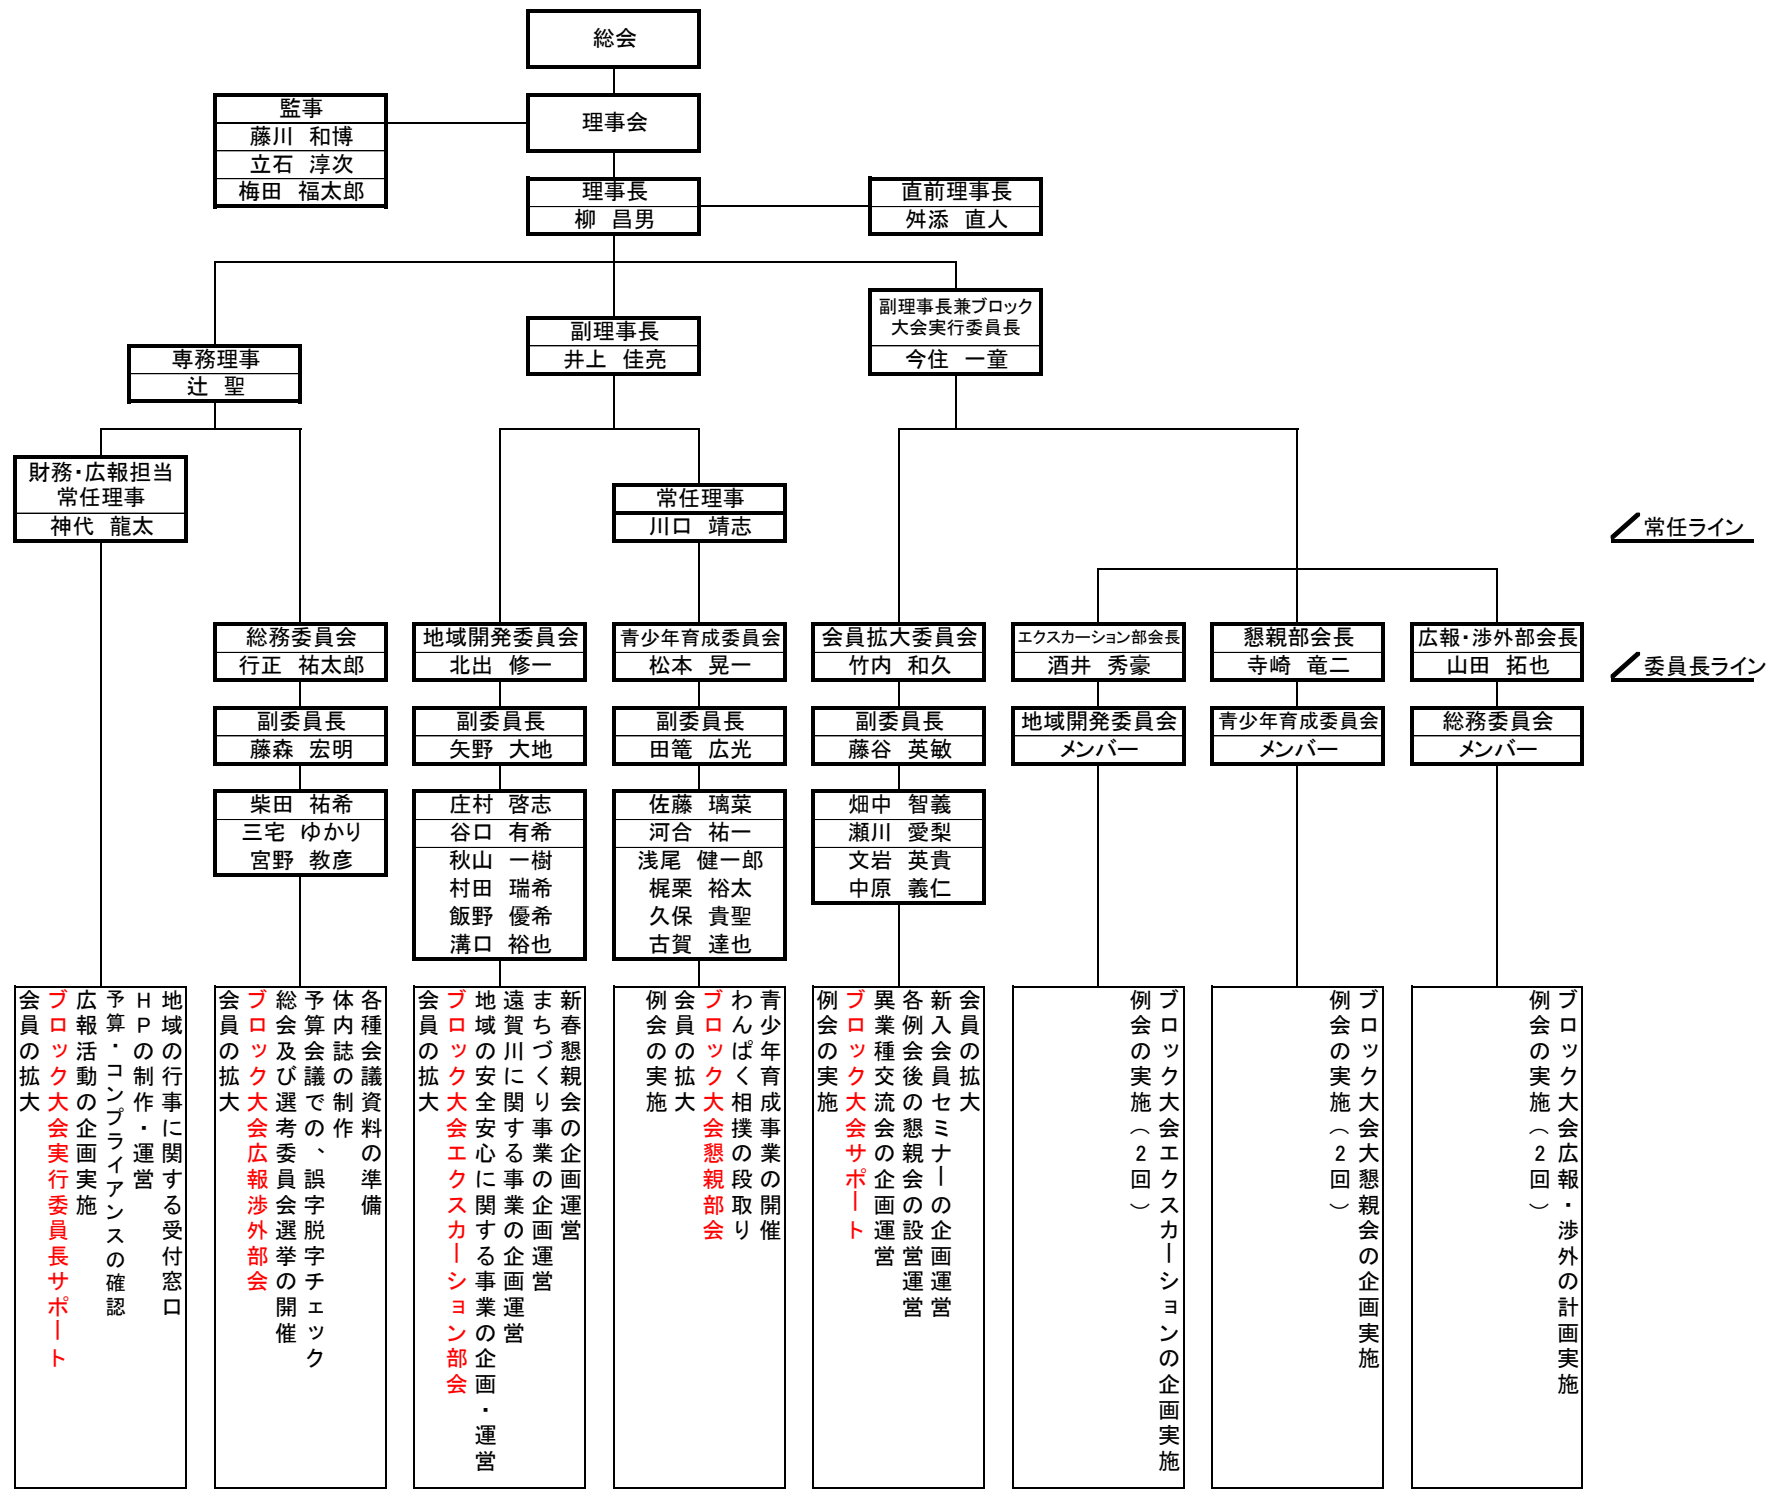 総会
監事
藤川 和博
立石 淳次
梅田 福太郎
理事会
理事長
柳 昌男
直前理事長
舛添 直人
副理事長兼ブロック
大会実行委員長
今住 一童
副理事長
井上 佳亮
専務理事
辻 聖
財務・広報担当
常任理事
神代 龍太
常任理事
川口 靖志
常任ライン
総務委員会
行正 祐太郎
地域開発委員会
北出 修一
青少年育成委員会
松本 晃一
会員拡大委員会
竹内 和久
エクスカーション部会長
酒井 秀豪
懇親部会長
寺崎 竜二
広報・渉外部会長
山田 拓也
委員長ライン
副委員長
藤森 宏明
副委員長
矢野 大地
副委員長
田篭 広光
副委員長
藤谷 英敏
地域開発委員会
メンバー
青少年育成委員会
メンバー
総務委員会
メンバー
柴田 祐希
三宅 ゆかり
宮野 教彦
庄村 啓志
谷口 有希
秋山 一樹
村田 瑞希
飯野 優希
溝口 裕也
佐藤 璃菜
河合 祐一
浅尾 健一郎
梶栗 裕太
久保 貴聖
古賀 達也
畑中 智義
瀬川 愛梨
文岩 英貴
中原 義仁
地域の行事に関する受付窓口
HPの制作・運営
予算・コンプライアンスの確認
広報活動の企画実施
ブロック大会実行委員長サポート
会員の拡大
各種会議資料の準備
体内誌の制作
予算会議での、誤字脱字チェック
総会及び選考委員会選挙の開催
ブロック大会広報渉外部会
会員の拡大
新春懇親会の企画運営
まちづくり事業の企画運営
遠賀川に関する事業の企画運営
地域の安全安心に関する事業の企画・運営
ブロック大会エクスカーション部会
会員の拡大
青少年育成事業の開催
わんぱく相撲の段取り
ブロック大会懇親部会
会員の拡大
例会の実施
会員の拡大
新入会員セミナーの企画運営
各例会後の懇親会の設営運営
異業種交流会の企画運営
ブロック大会サポート
例会の実施
ブロック大会エクスカーションの企画実施
例会の実施（2回）
ブロック大会大懇親会の企画実施
例会の実施（2回）
ブロック大会広報・渉外の計画実施
例会の実施（2回）